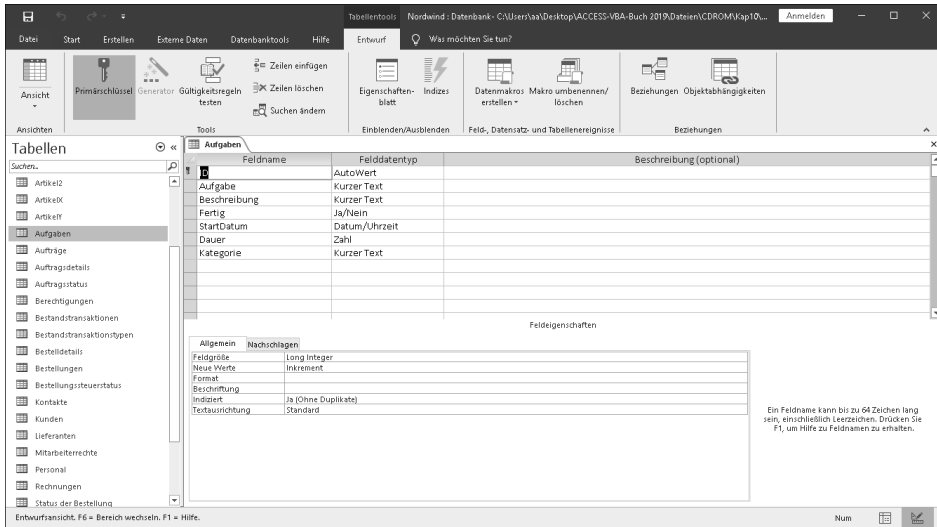 Tabellentools
Nordwind : Datenbank- C:\Users\aa\Desktop\ACCESS-VBA-Buch 2019\Dateien\CDROM\Kap10\...
Anmelden
Datei
Start
Erstellen
Externe Daten
Datenbanktools
Hilfe
Entwurf
Was möchten Sie tun?
Ansicht
Primärschlüssel
Generator
Gültigkeitsregeln testen
Zeilen einfügen
Zeilen löschen
Suchen ändern
Eigenschaften-
blatt
Indizes
Datenmakros erstellen
Makro umbenennen/
löschen
Beziehungen
Objektabhängigkeiten
Ansichten
Tools
Einblenden/Ausblenden
Feld-, Datensatz- und Tabellenereignisse
Beziehungen
Tabellen
Suchen..
Artikel2
ArtikelX
ArtikelY
Aufgaben
Aufträge
Auftragsdetails
Auftragsstatus
Berechtigungen
Bestandstransaktionen
Bestandstransaktionstypen
Bestelldetails
Bestellungen
Bestellungssteuerstatus
Kontakte
Kunden
Lieferanten
Mitarbeiterrechte
Personal
Rechnungen
Status der Bestellung
Aufgaben
Feldname Felddatentyp Beschreibung (optional)
ID AutoWert
Aufgabe Kurzer Text
Beschreibung Kurzer Text
Fertig Ja/Nein
StartDatum Datum/Uhrzeit
Dauer Zahl
Kategorie Kurzer Text
Feldeigenschaften
Allgemein Nachschlagen
Feldgröße Long Integer
Neue Werte Inkrement
Format
Beschriftung
Indiziert Ja (Ohne Duplikate)
Textausrichtung Standard
Ein Feldname kann bis zu 64 Zeichen lang
sein, einschließlich Leerzeichen. Drücken Sie
F1, um Hilfe zu Feldnamen zu erhalten.
Entwurfsansicht. F6 = Bereich wechseln. F1 = Hilfe.
Num